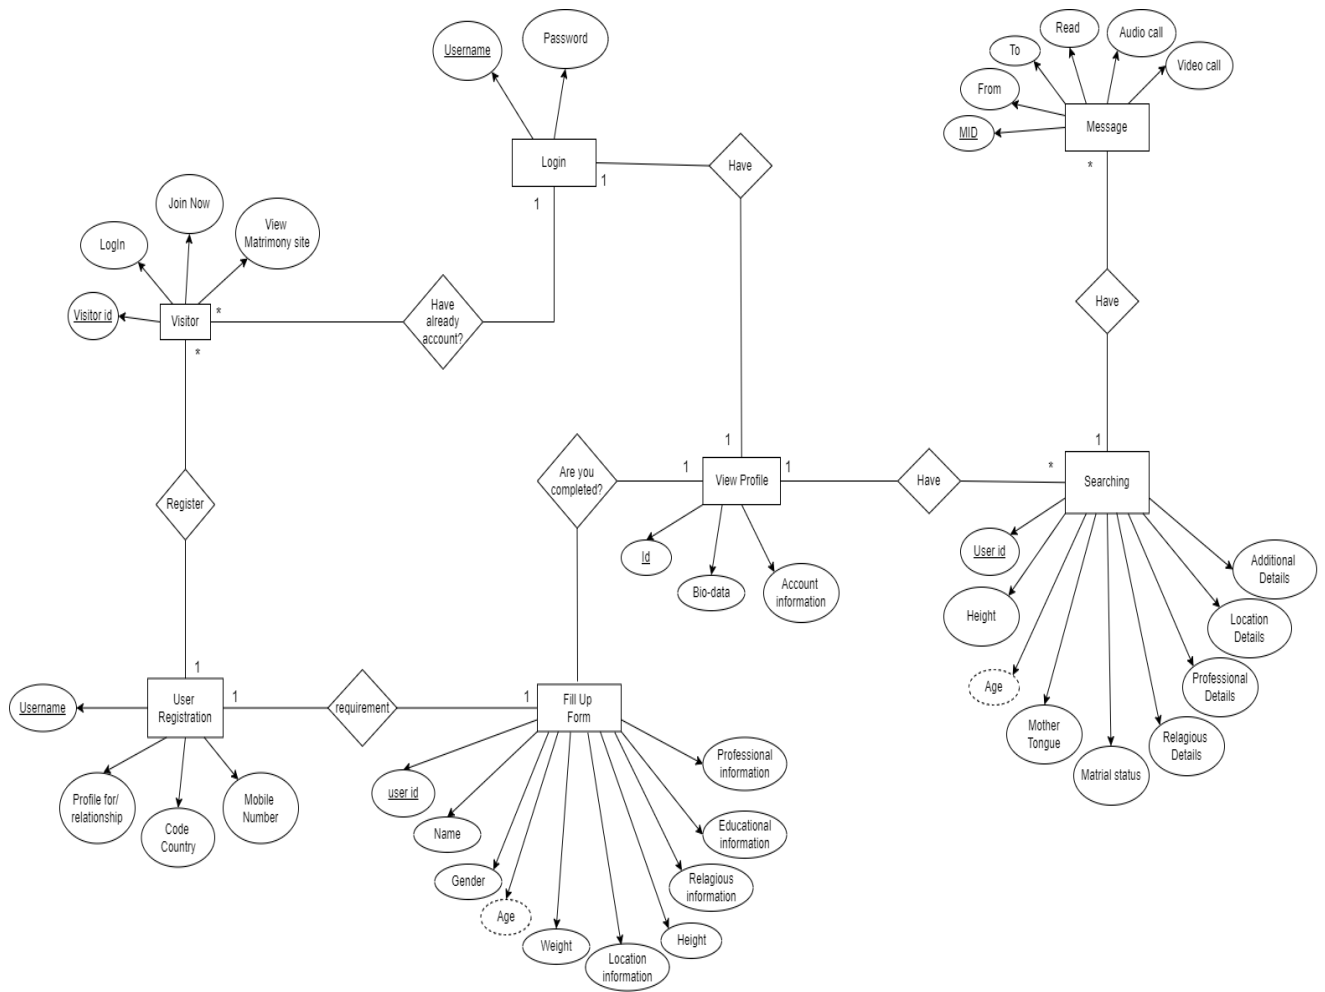 Username
Password
Login
1
1
Have
Read
To
Audio call
Video call
From
MID
Message
*
Join Now
View
Matrimony site
LogIn
Visitor id
Visitor
*
*
Have
already
account?
Have
Register
Are you
completed?
1
1
View Profile
1
Have
*
1
Searching
Id
Bio-data
Account
information
User id
Height
Age
Mother
Tongue
Matrial status
Relagious
Details
Professional
Details
Location
Details
Additional
Details
1
Username
User
Registration
1
requirement
1
Fill Up
Form
Profile for/
relationship
Code
Country
Mobile
Number
user id
Name
Gender
Age
Weight
Location
information
Height
Relagious
information
Educational
information
Professional
information